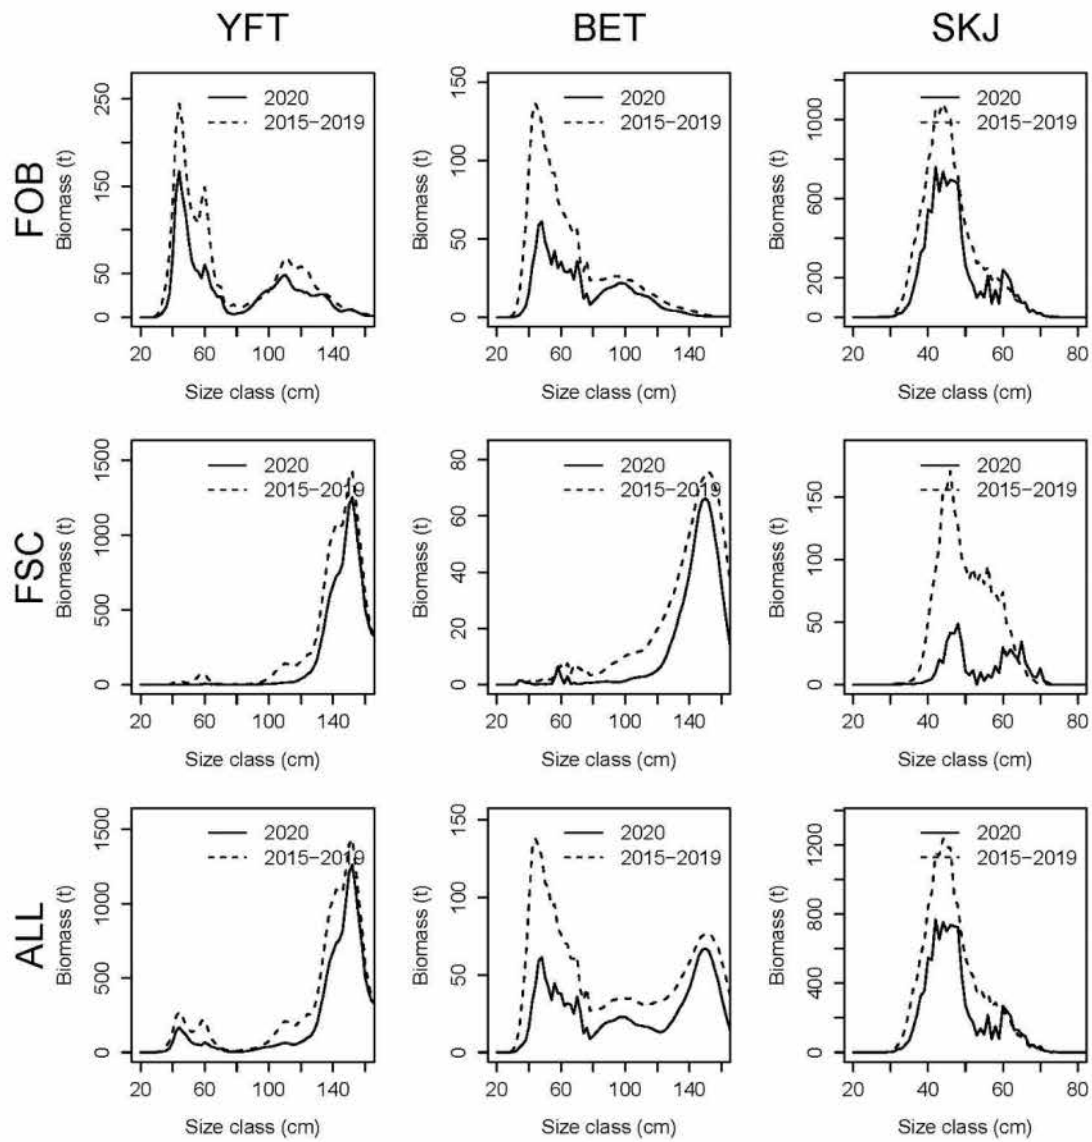 YFT BET SKJ
FOB
Biomass (t)
0 50 150 250
2020
2015-2019
20 60 100 140
Size class (cm)
Biomass (t)
0 50 100 150
2020
2015-2019
20 60 100 140
Size class (cm)
Biomass (t)
0 200 600 1000
2020
2015-2019
20 40 60 80
Size class (cm)
FSC
Biomass (t)
0 500 1000 1500
2020
2015-2019
20 60 100 140
Size class (cm)
Biomass (t)
0 20 40 60 80
2020
2015-2019
20 60 100 140
Size class (cm)
Biomass (t)
0 50 100 150
2020
2015-2019
20 40 60 80
Size class (cm)
ALL
Biomass (t)
0 500 1000 1500
2020
2015-2019
20 60 100 140
Size class (cm)
Biomass (t)
0 50 100 150
2020
2015-2019
20 60 100 140
Size class (cm)
Biomass (t)
0 400 800 1200
2020
2015-2019
20 40 60 80
Size class (cm)